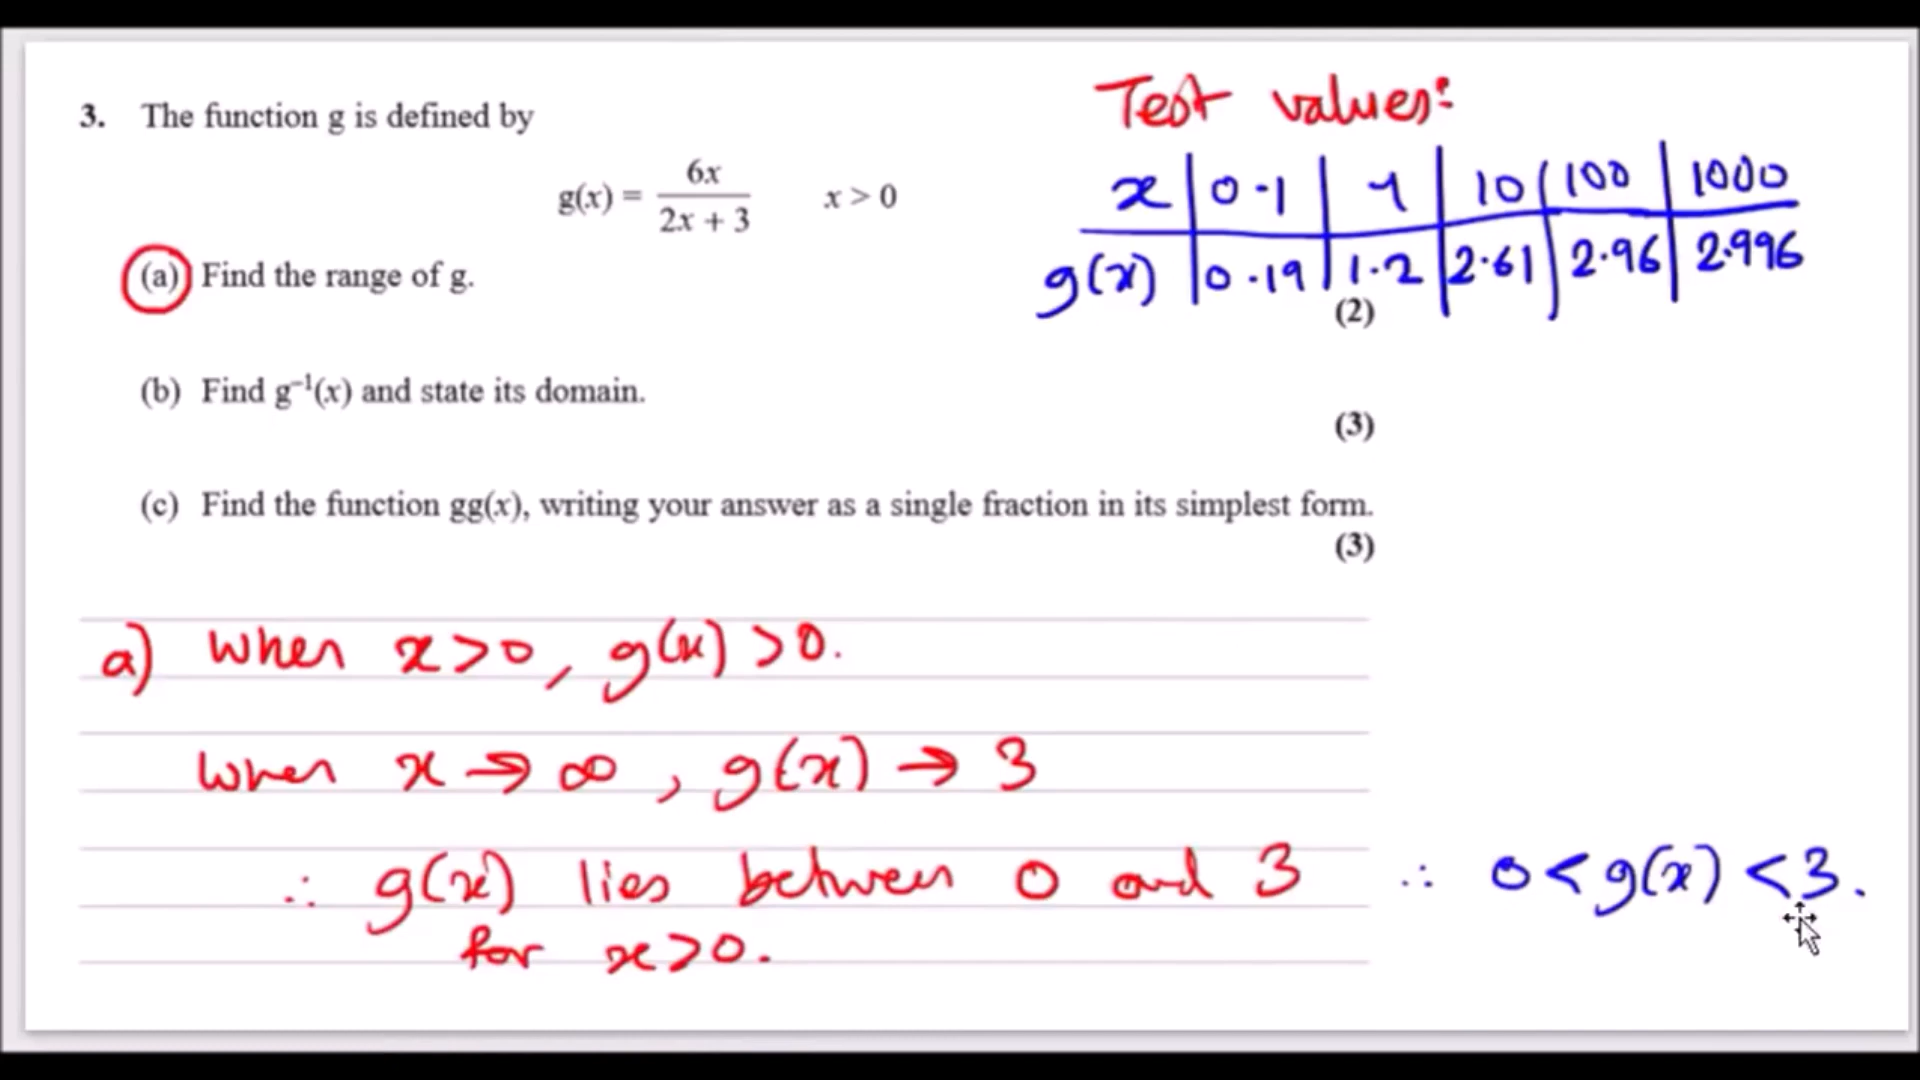 3. The function g is defined by
g(x) = 6x / 2x + 3    x > 0
(a) Find the range of g.
(2)
(b) Find g⁻¹(x) and state its domain.
(3)
(c) Find the function gg(x), writing your answer as a single fraction in its simplest form.
(3)
Test values:
x | 0.1 | 1 | 10 | 100 | 1000
g(x) | 0.19 | 1.2 | 2.61 | 2.96 | 2.996
a) when x>0, g(x) >0.
when x → ∞, g(x) → 3
∴ g(x) lies between 0 and 3 ∴ 0 < g(x) < 3.
for x>0.